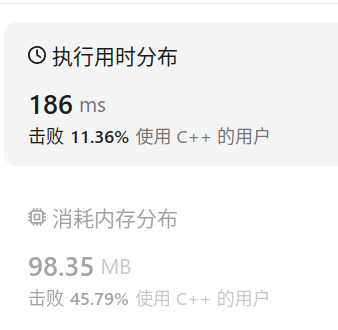 执行用时分布
186 ms
击败 11.36% 使用 C++ 的用户
消耗内存分布
98.35 MB
击败 45.79% 使用 C++ 的用户